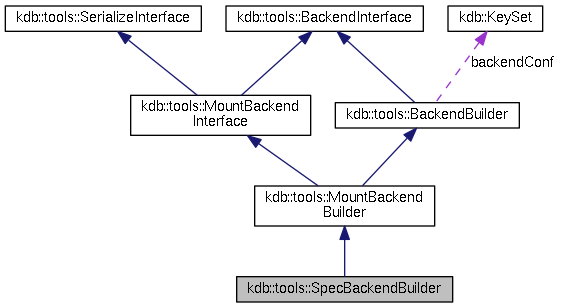 kdb::tools::SerializeInterface
kdb::tools::BackendInterface
kdb::KeySet
backendConf
kdb::tools::MountBackend
Interface
kdb::tools::BackendBuilder
kdb::tools::MountBackend
Builder
kdb::tools::SpecBackendBuilder